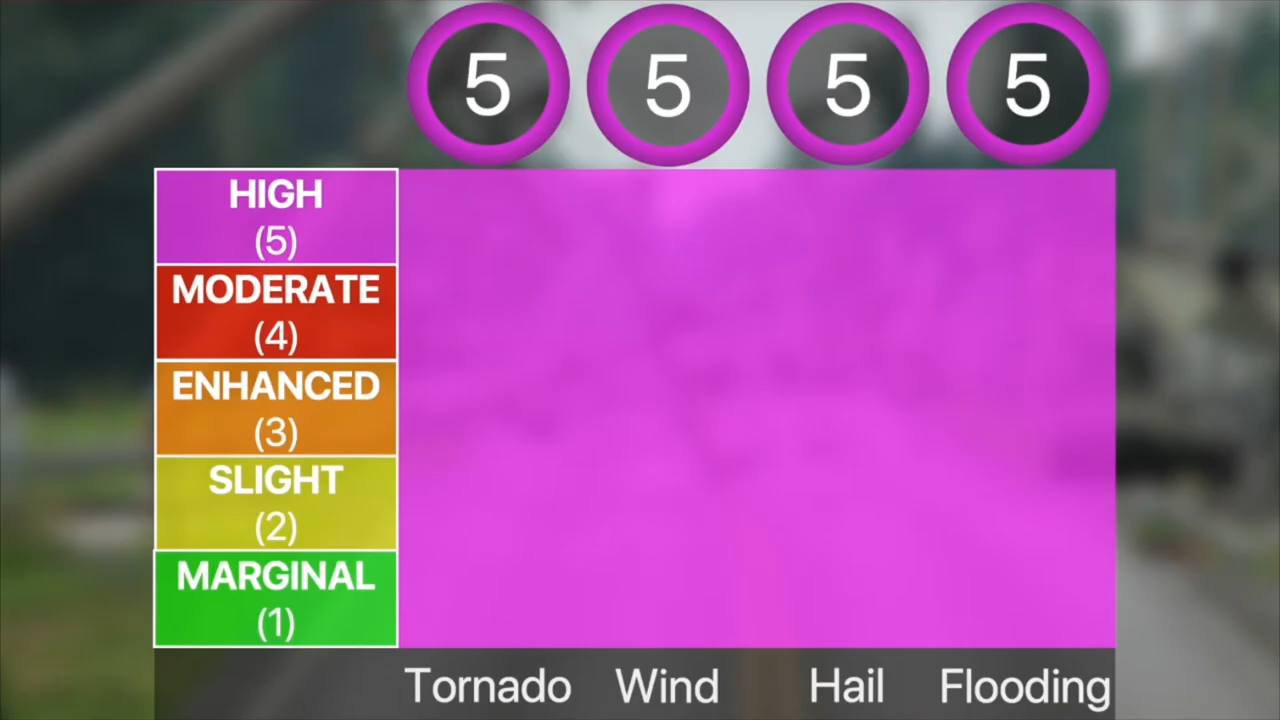 5 5 5 5
HIGH
(5)
MODERATE
(4)
ENHANCED
(3)
SLIGHT
(2)
MARGINAL
(1)
Tornado Wind Hail Flooding